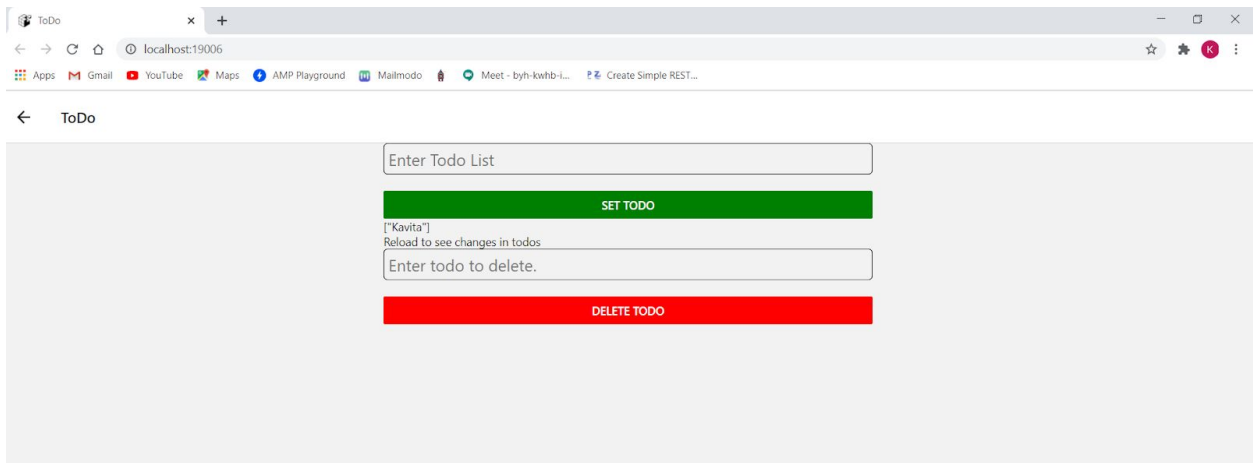 ToDo
localhost:19006
K
Apps Gmail YouTube Maps AMP Playground Mailmodo Meet - byh-kwhb-i... Create Simple REST...
ToDo
Enter Todo List
SET TODO
["Kavita"]
Reload to see changes in todos
Enter todo to delete.
DELETE TODO